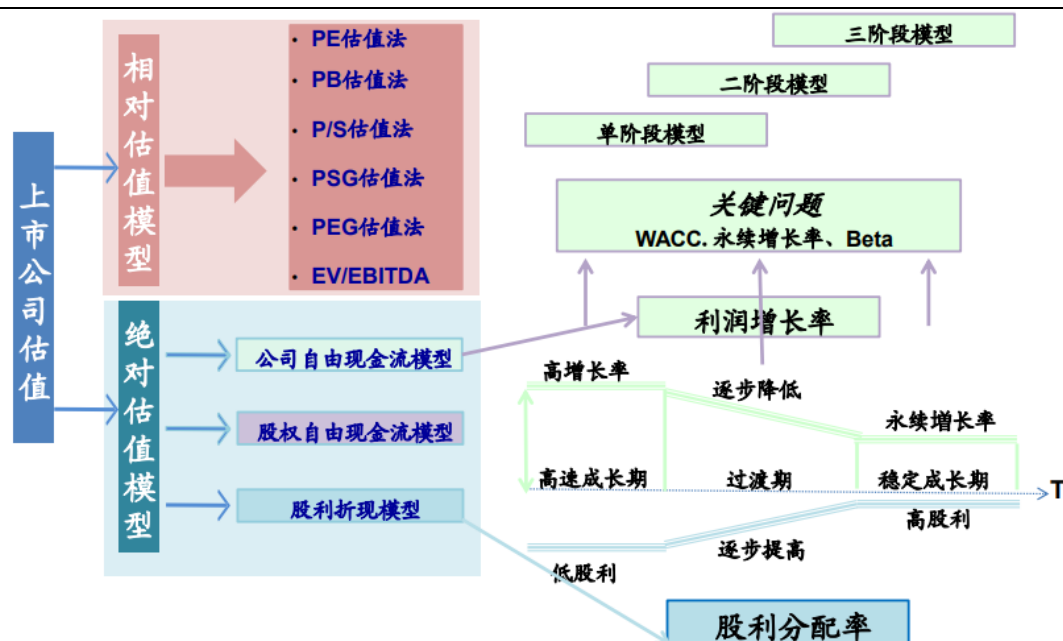 上市公司估值
相对估值模型
· PE估值法
· PB估值法
· P/S估值法
· PSG估值法
· PEG估值法
· EV/EBITDA
绝对估值模型
公司自由现金流模型
股权自由现金流模型
股利折现模型
三阶段模型
二阶段模型
单阶段模型
关键问题
WACC. 永续增长率、Beta
利润增长率
高增长率
逐步降低
永续增长率
高速成长期
过渡期
稳定成长期
T
高股利
逐步提高
低股利
股利分配率